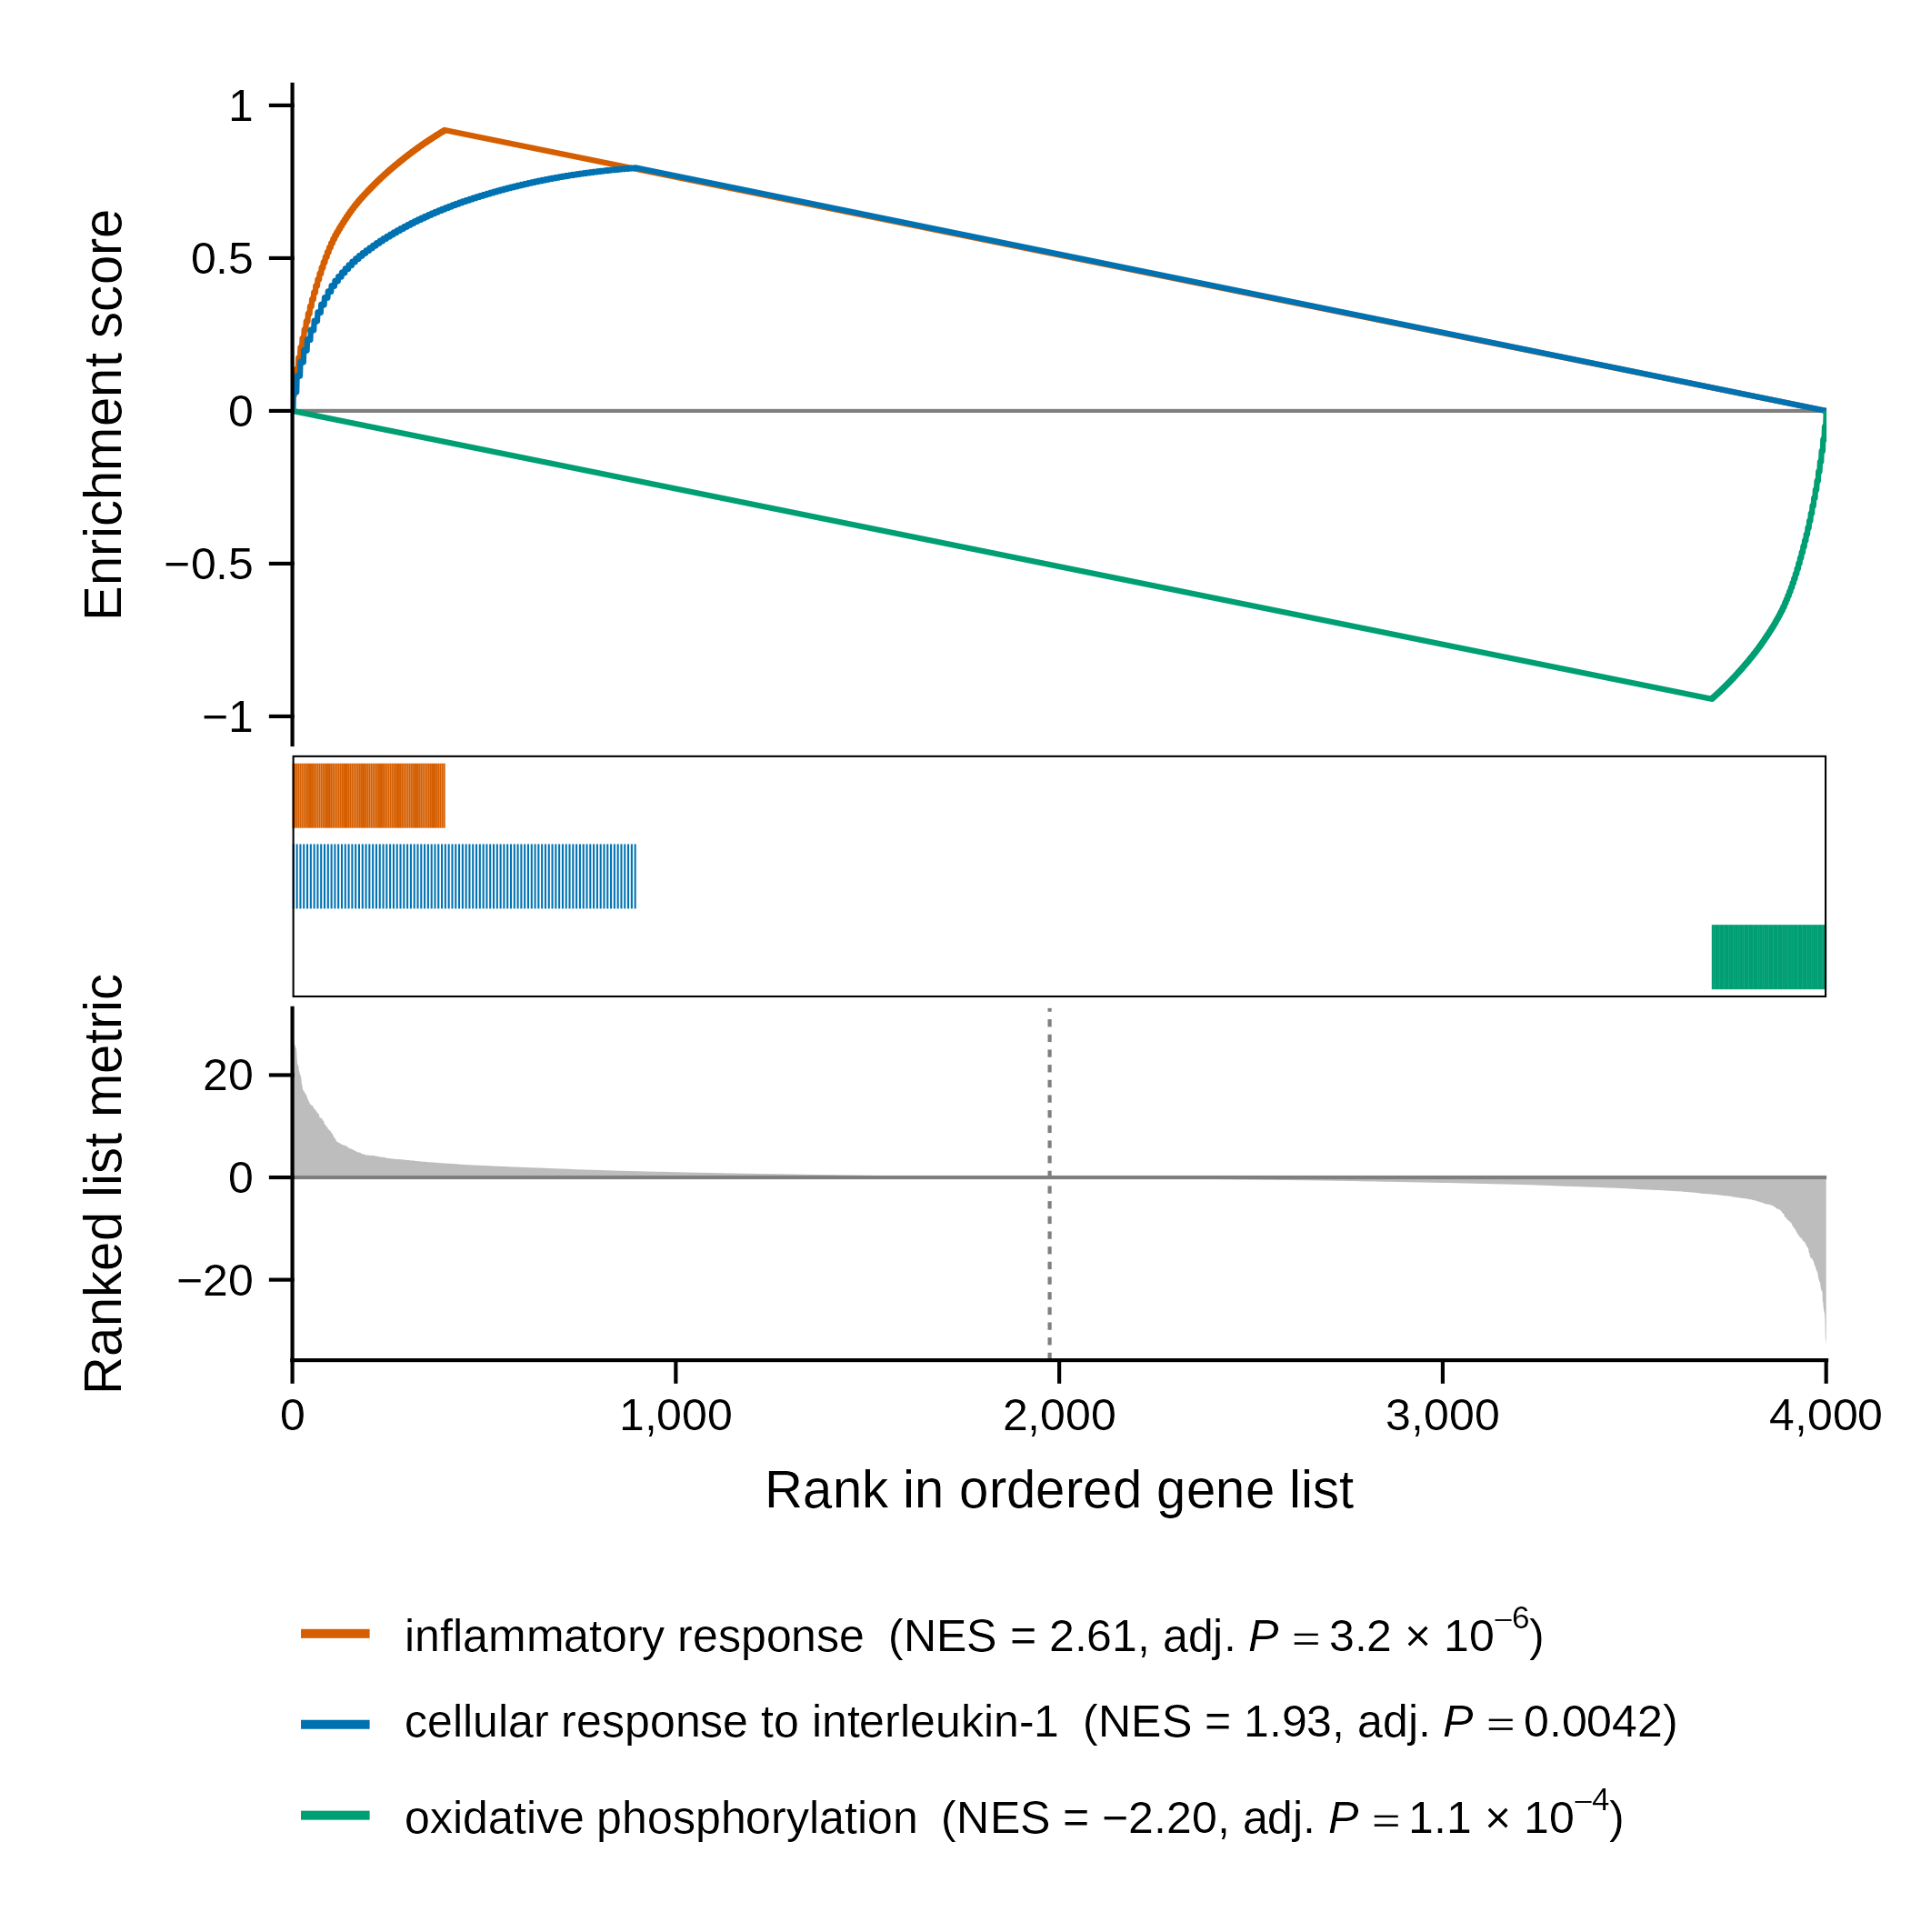 Enrichment score
1
0.5
0
−0.5
−1
Ranked list metric
20
0
−20
0 1,000 2,000 3,000 4,000
Rank in ordered gene list
inflammatory response (NES = 2.61, adj. P = 3.2 × 10⁻⁶)
cellular response to interleukin-1 (NES = 1.93, adj. P = 0.0042)
oxidative phosphorylation (NES = −2.20, adj. P = 1.1 × 10⁻⁴)